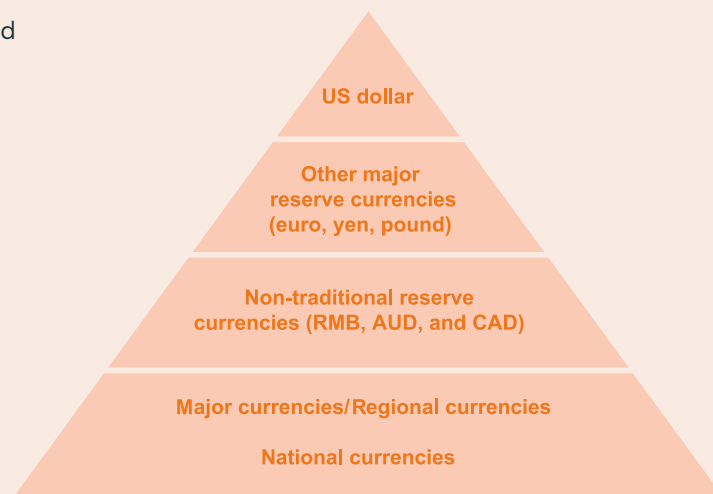 d
US dollar
Other major
reserve currencies
(euro, yen, pound)
Non-traditional reserve
currencies (RMB, AUD, and CAD)
Major currencies/Regional currencies
National currencies